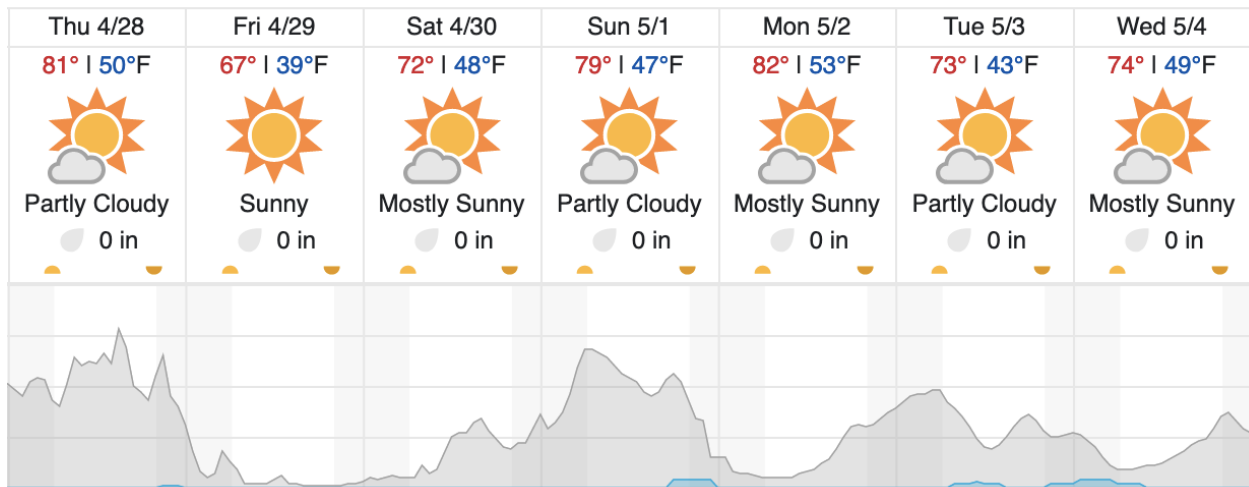 Thu 4/28 Fri 4/29 Sat 4/30 Sun 5/1 Mon 5/2 Tue 5/3 Wed 5/4
81° | 50°F 67° | 39°F 72° | 48°F 79° | 47°F 82° | 53°F 73° | 43°F 74° | 49°F
Partly Cloudy Sunny Mostly Sunny Partly Cloudy Mostly Sunny Partly Cloudy Mostly Sunny
0 in 0 in 0 in 0 in 0 in 0 in 0 in